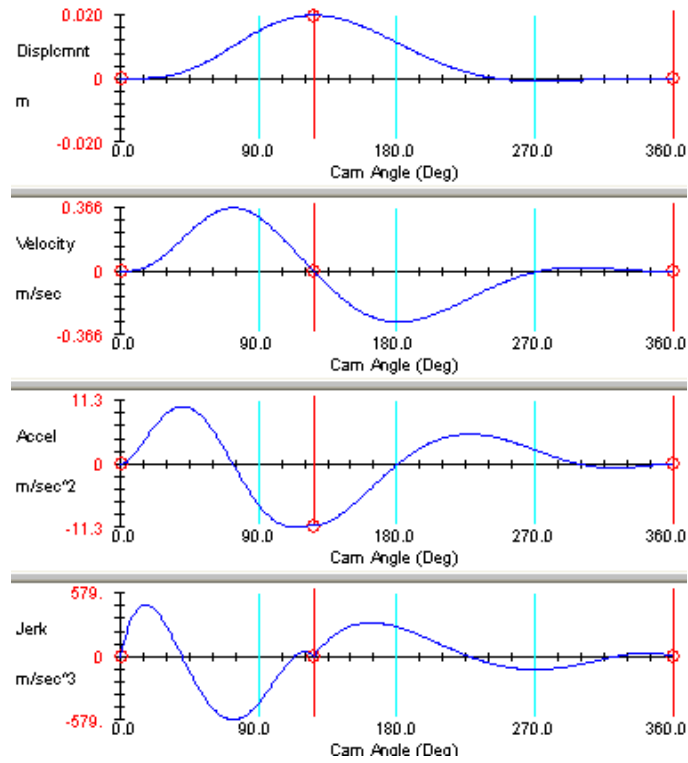 0.020
Displcmnt
0
m
-0.020
0.0 90.0 180.0 270.0 360.0
Cam Angle (Deg)
0.366
Velocity
0
m/sec
-0.366
0.0 90.0 180.0 270.0 360.0
Cam Angle (Deg)
11.3
Accel
0
m/sec^2
-11.3
0.0 90.0 180.0 270.0 360.0
Cam Angle (Deg)
579.
Jerk
0
m/sec^3
-579.
0.0 90.0 180.0 270.0 360.0
Cam Angle (Deg)